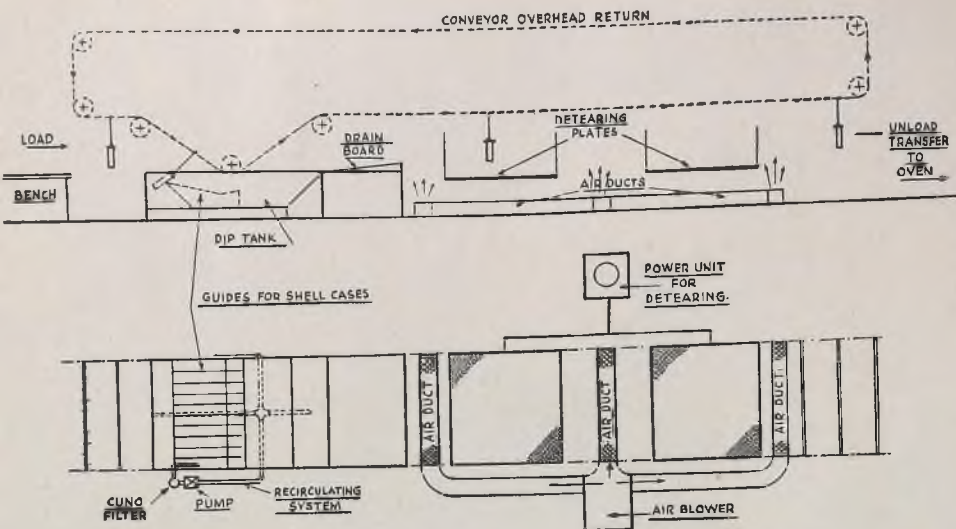 CONVEYOR OVERHEAD RETURN
LOAD
BENCH
DRAIN
BOARD
DETEARING
PLATES
UNLOAD
TRANSFER
TO
OVEN
AIR DUCTS
DIP TANK
GUIDES FOR SHELL CASES
POWER UNIT
FOR
DETEARING.
AIR DUCT
AIR DUCT
AIR DUCT.
CUNO
FILTER
PUMP
RECIRCULATING
SYSTEM
AIR BLOWER